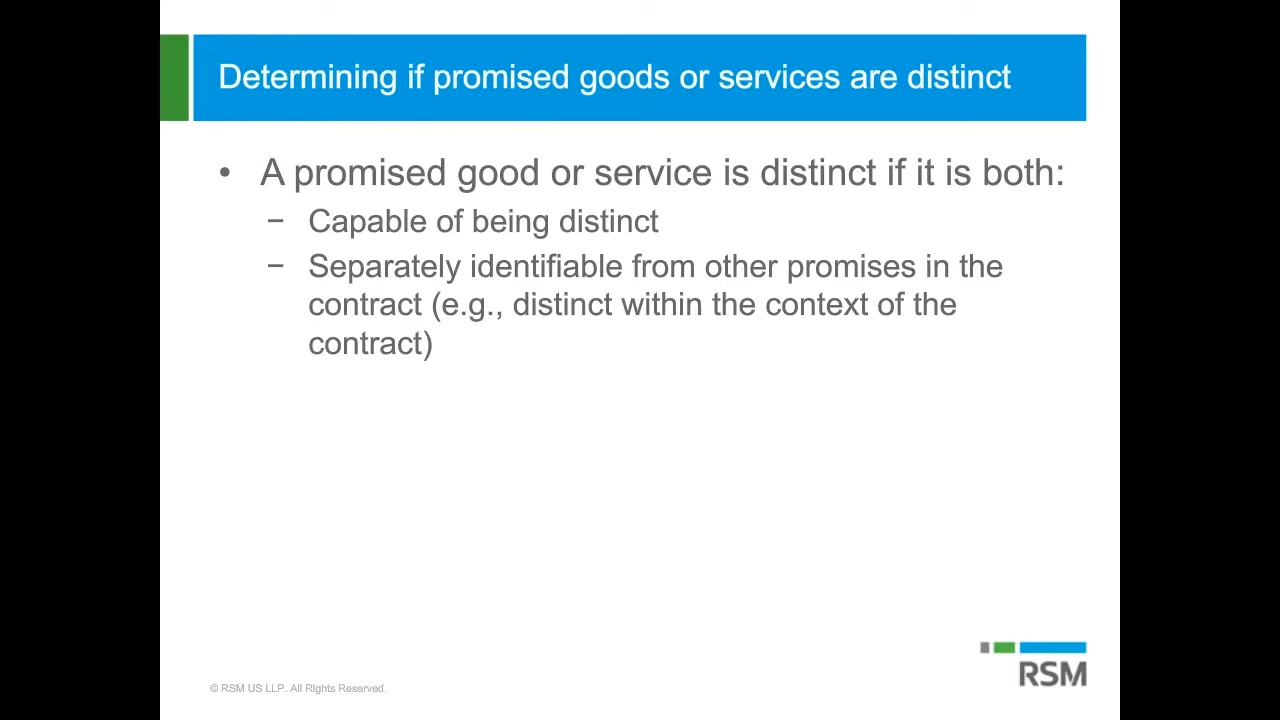 Determining if promised goods or services are distinct
• A promised good or service is distinct if it is both:
− Capable of being distinct
− Separately identifiable from other promises in the
contract (e.g., distinct within the context of the
contract)
RSM
© RSM US LLP. All Rights Reserved.